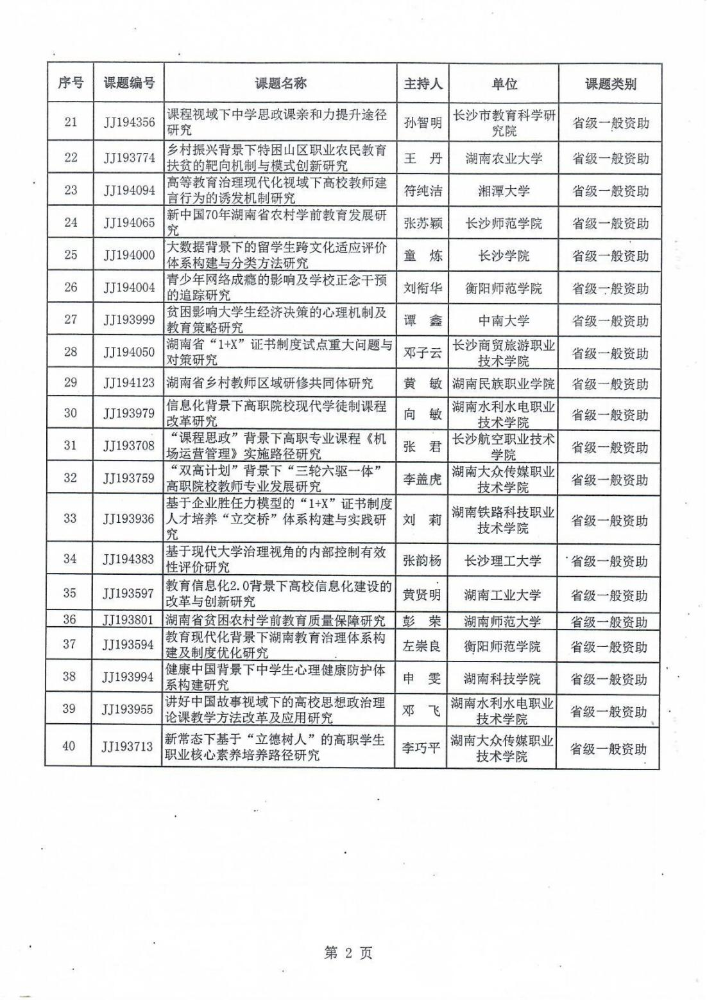 序号 课题编号 课题名称 主持人 单位 课题类别
21 JJ194356 课程视域下中学思政课亲和力提升途径
研究 孙智明 长沙市教育科学研
究院 省级一般资助
22 JJ193774 乡村振兴背景下特困山区职业农民教育
扶贫的靶向机制与模式创新研究 王 丹 湖南农业大学 省级一般资助
23 JJ194094 高等教育治理现代化视域下高校教师建
言行为的诱发机制研究 符纯洁 湘潭大学 省级一般资助
24 JJ194065 新中国70年湖南省农村学前教育发展研
究 张苏颖 长沙师范学院 省级一般资助
25 JJ194000 大数据背景下的留学生跨文化适应评价
体系构建与分类方法研究 童 炼 长沙学院 省级一般资助
26 JJ194004 青少年网络成瘾的影响及学校正念干预
的追踪研究 刘衔华 衡阳师范学院 省级一般资助
27 JJ193999 贫困影响大学生经济决策的心理机制及
教育策略研究 谭 鑫 中南大学 省级一般资助
28 JJ194050 湖南省“1+X”证书制度试点重大问题与
对策研究 邓子云 长沙商贸旅游职业
技术学院 省级一般资助
29 JJ194123 湖南省乡村教师区域研修共同体研究 黄 敏 湖南民族职业学院 省级一般资助
30 JJ193979 信息化背景下高职院校现代学徒制课程
改革研究 向 敏 湖南水利水电职业
技术学院 省级一般资助
31 JJ193708 “课程思政”背景下高职专业课程《机
场运营管理》实施路径研究 张 君 长沙航空职业技术
学院 省级一般资助
32 JJ193759 “双高计划”背景下“三轮六驱一体”
高职院校教师专业发展研究 李盖虎 湖南大众传媒职业
技术学院 省级一般资助
33 JJ193936 基于企业胜任力模型的“1+X”证书制度
人才培养“立交桥”体系构建与实践研
究 刘 莉 湖南铁路科技职业
技术学院 省级一般资助
34 JJ194383 基于现代大学治理视角的内部控制有效
性评价研究 张韵杨 长沙理工大学 省级一般资助
35 JJ193597 教育信息化2.0背景下高校信息化建设的
改革与创新研究 黄贤明 湖南工业大学 省级一般资助
36 JJ193801 湖南省贫困农村学前教育质量保障研究 彭 荣 湖南师范大学 省级一般资助
37 JJ193594 教育现代化背景下湖南教育治理体系构
建及制度优化研究 左崇良 衡阳师范学院 省级一般资助
38 JJ193994 健康中国背景下中学生心理健康防护体
系构建研究 申 雯 湖南科技学院 省级一般资助
39 JJ193955 讲好中国故事视域下的高校思想政治理
论课教学方法改革及应用研究 邓 飞 湖南水利水电职业
技术学院 省级一般资助
40 JJ193713 新常态下基于“立德树人”的高职学生
职业核心素养培养路径研究 李巧平 湖南大众传媒职业
技术学院 省级一般资助
第 2 页